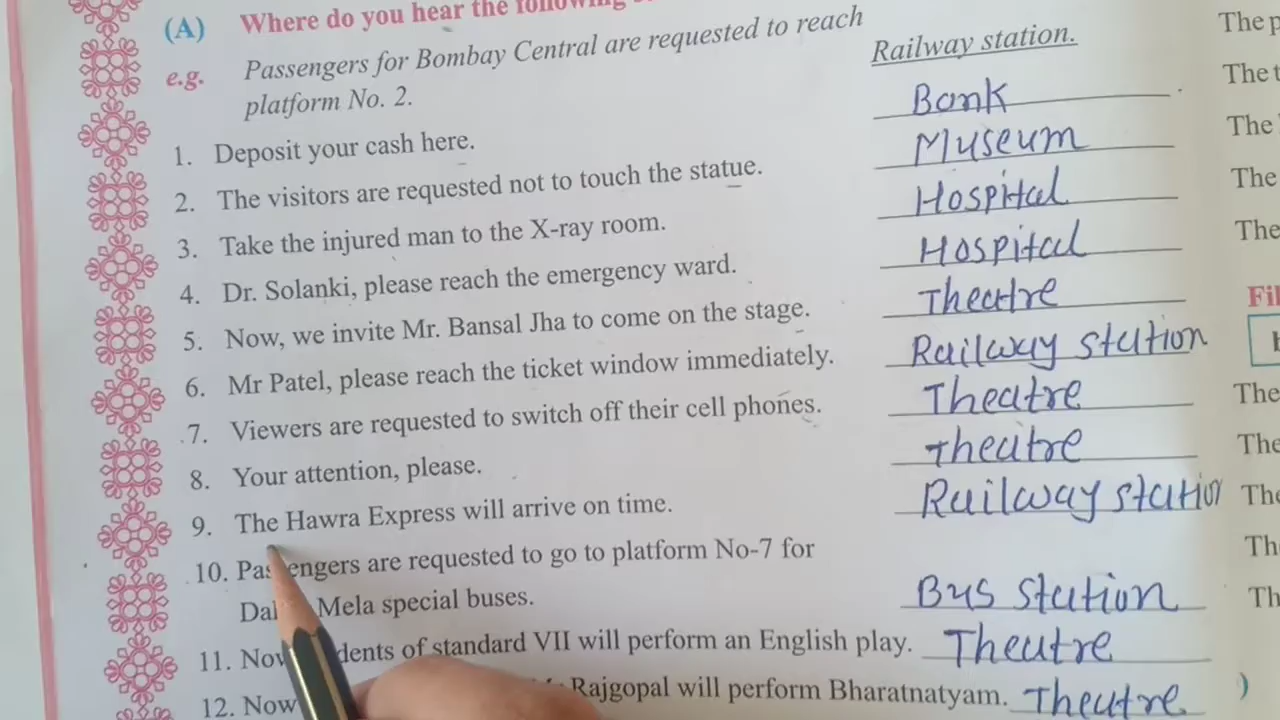 (A) Where do you hear the following
e.g. Passengers for Bombay Central are requested to reach Railway station.
platform No. 2.
1. Deposit your cash here. Bank
2. The visitors are requested not to touch the statue. Museum
3. Take the injured man to the X-ray room. Hospital
4. Dr. Solanki, please reach the emergency ward. Hospital
5. Now, we invite Mr. Bansal Jha to come on the stage. Theatre
6. Mr Patel, please reach the ticket window immediately. Railway station
7. Viewers are requested to switch off their cell phones. Theatre
8. Your attention, please. Theatre
9. The Hawra Express will arrive on time. Railway station
10. Passengers are requested to go to platform No-7 for
Mela special buses. Bus station
11. Now of standard VII will perform an English play. Theatre
12. Now Rajgopal will perform Bharatnatyam. Theatre
The
The
The
The
The
Fil
The
The
The
Th
Th